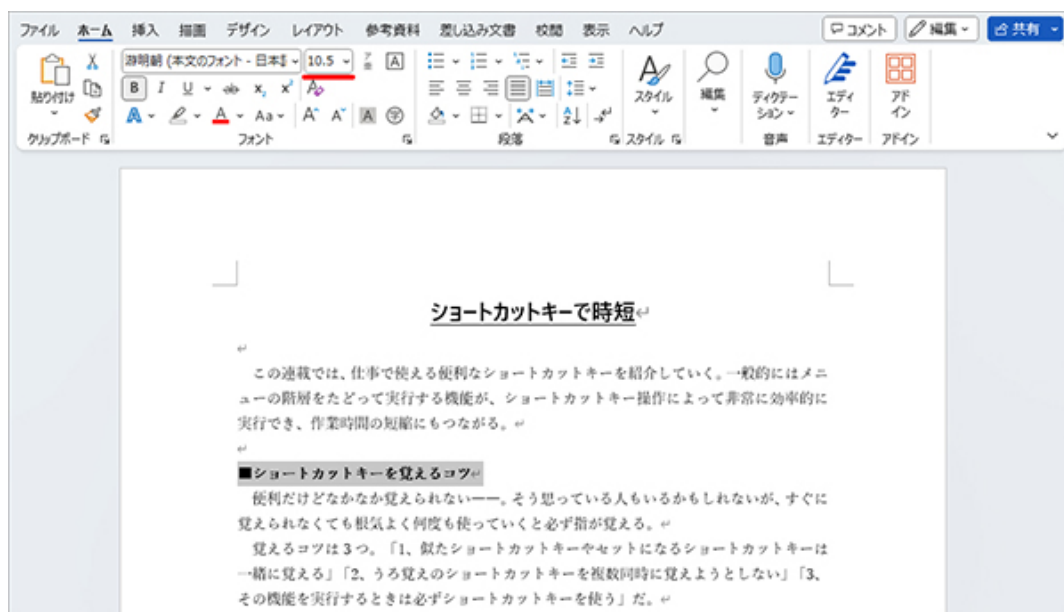 ファイル ホーム 挿入 描画 デザイン レイアウト 参考資料 差し込み文書 校閲 表示 ヘルプ コメント 編集 共有
游明朝 (本文のフォント - 日本 10.5
貼り付け
B I U ab x₂ x² A
A A Aa A A A 字
スタイル
編集
ディクテー
ション
エディ
ター
アド
イン
クリップボード フォント 段落 スタイル 音声 エディター アドイン
ショートカットキーで時短
この連載では、仕事で使える便利なショートカットキーを紹介していく。一般的にはメニ
ューの階層をたどって実行する機能が、ショートカットキー操作によって非常に効率的に
実行でき、作業時間の短縮にもつながる。
■ショートカットキーを覚えるコツ
便利だけどなかなか覚えられない――。そう思っている人もいるかもしれないが、すぐに
覚えられなくても根気よく何度も使っていくと必ず指が覚える。
覚えるコツは3つ。「1、似たショートカットキーやセットになるショートカットキーは
一緒に覚える」「2、うろ覚えのショートカットキーを複数同時に覚えようとしない」「3、
その機能を実行するときは必ずショートカットキーを使う」だ。